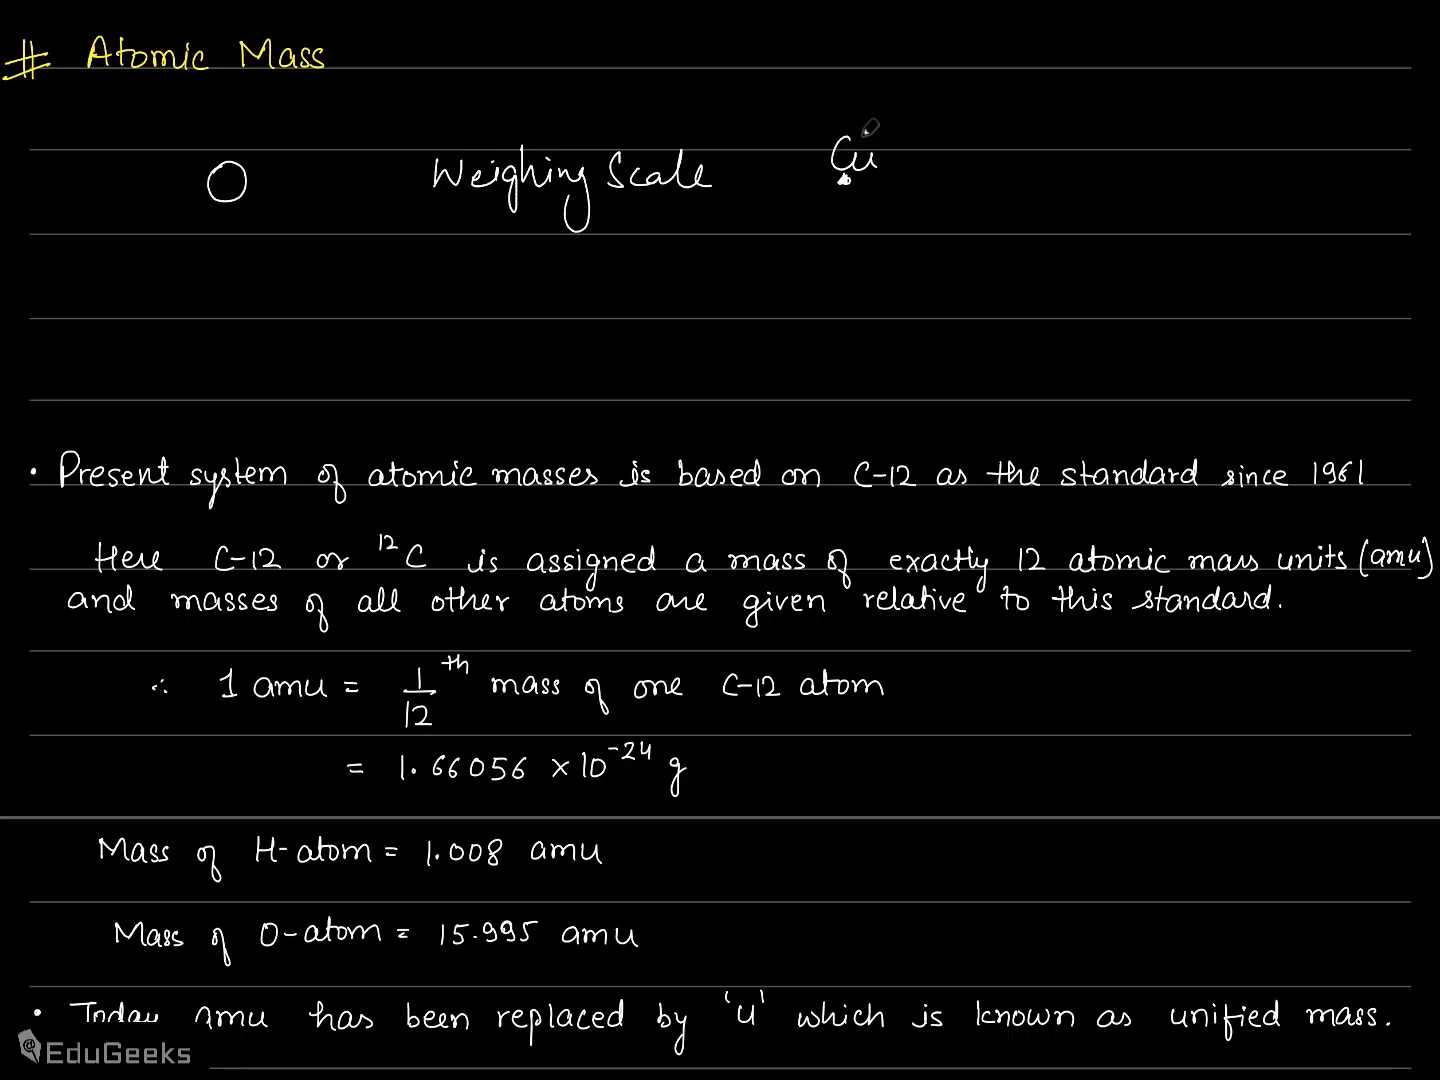 # Atomic Mass
Weighing Scale Cu
• Present system of atomic masses is based on C-12 as the standard since 1961
Here C-12 or ¹²C is assigned a mass of exactly 12 atomic mass units (amu)
and masses of all other atoms are given relative to this standard.
∴ 1 amu = 1/12 th mass of one C-12 atom
= 1.66056 × 10⁻²⁴ g
Mass of H-atom = 1.008 amu
Mass of O-atom = 15.995 amu
• Today amu has been replaced by 'u' which is known as unified mass.
EduGeeks